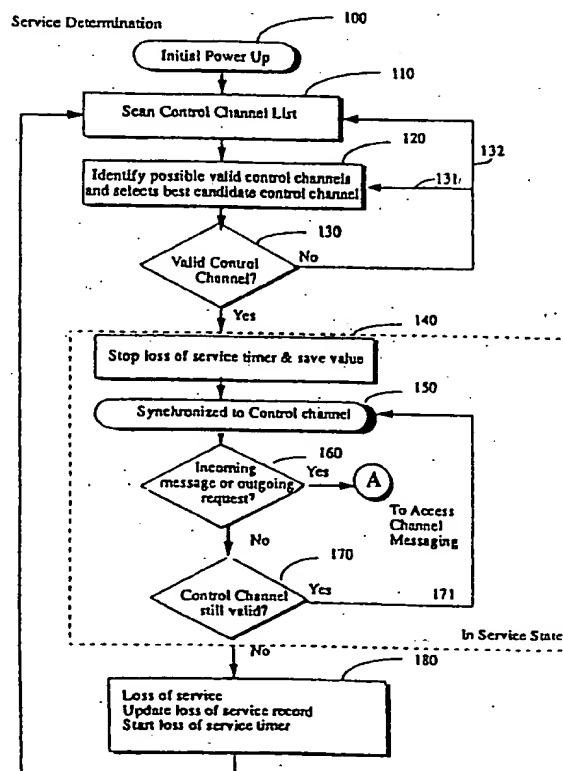 Service Determination
100
Initial Power Up
110
Scan Control Channel List
120
132
Identify possible valid control channels
and selects best candidate control channel
131
130
No
Valid Control
Channel?
Yes
140
Stop loss of service timer & save value
150
Synchronized to Control channel
160
Incoming
message or outgoing
request?
Yes
A
To Access
Channel
Messaging
No
170
Yes
171
Control Channel
still valid?
In Service State
No
180
Loss of service
Update loss of service record
Start loss of service timer